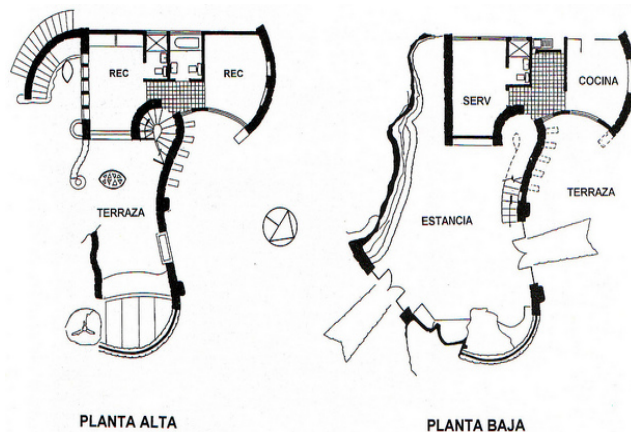 REC
REC
TERRAZA
PLANTA ALTA
SERV
COCINA
ESTANCIA
TERRAZA
PLANTA BAJA